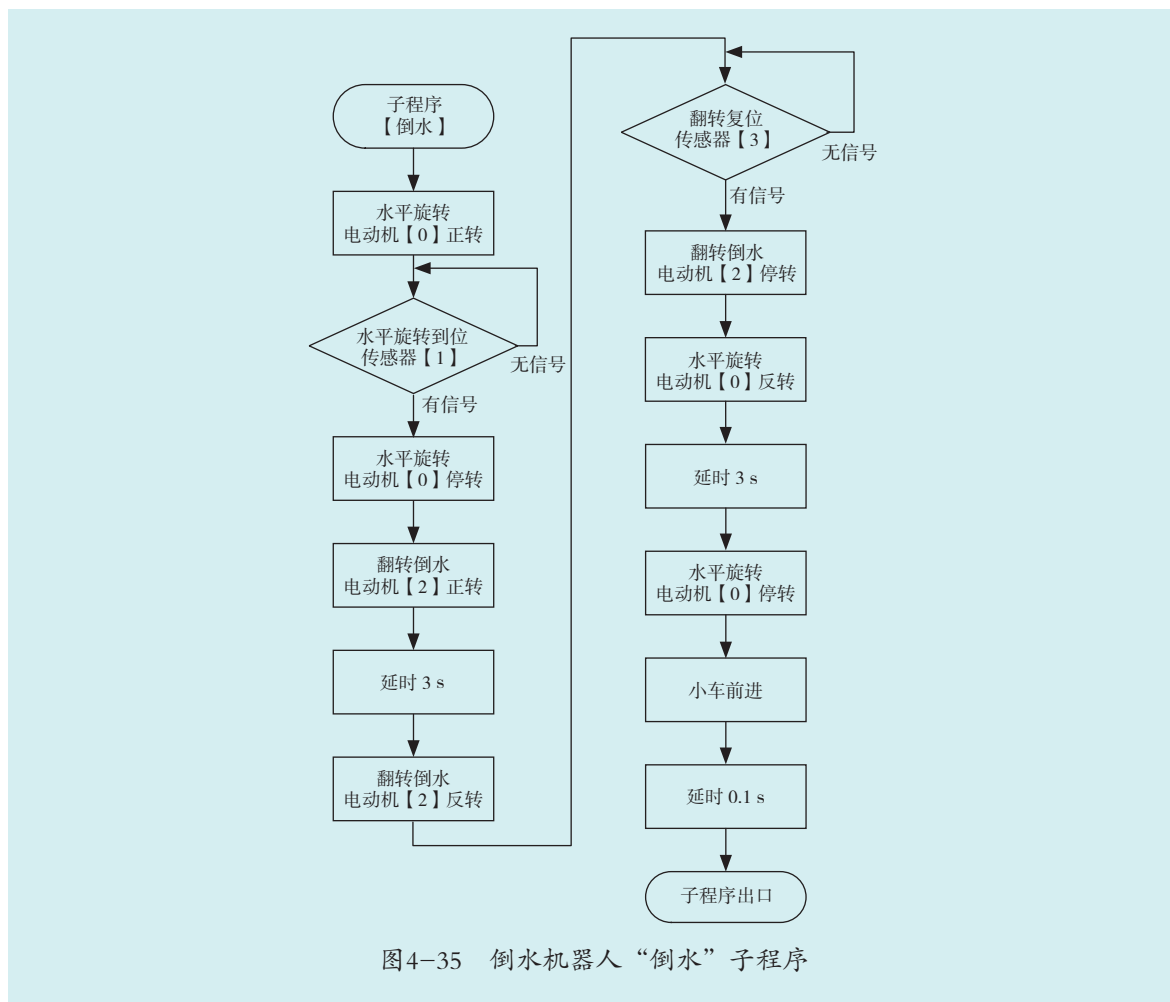 子程序
【倒水】
水平旋转
电动机【0】正转
水平旋转到位
传感器【1】
无信号
有信号
水平旋转
电动机【0】停转
翻转倒水
电动机【2】正转
延时 3 s
翻转倒水
电动机【2】反转
翻转复位
传感器【3】
无信号
有信号
翻转倒水
电动机【2】停转
水平旋转
电动机【0】反转
延时 3 s
水平旋转
电动机【0】停转
小车前进
延时 0.1 s
子程序出口
图4-35 倒水机器人“倒水”子程序